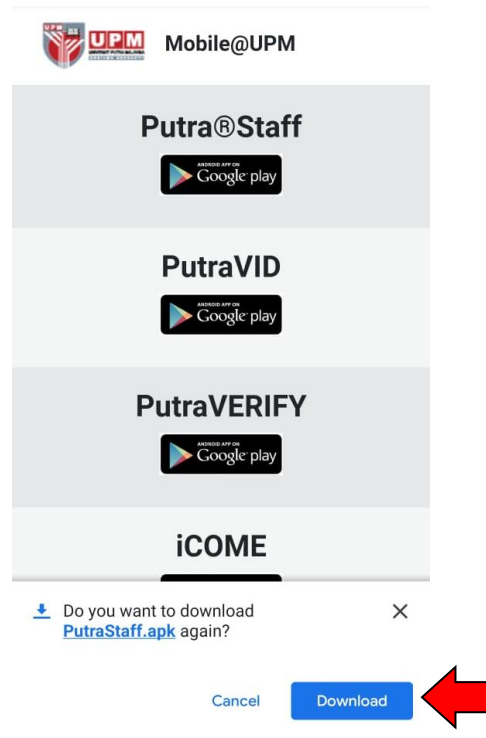 UPM
UPM
Mobile@UPM
Putra®Staff
ANDROID APP ON
Google play
PutraVID
ANDROID APP ON
Google play
PutraVERIFY
ANDROID APP ON
Google play
iCOME
Do you want to download
PutraStaff.apk again?
Cancel
Download